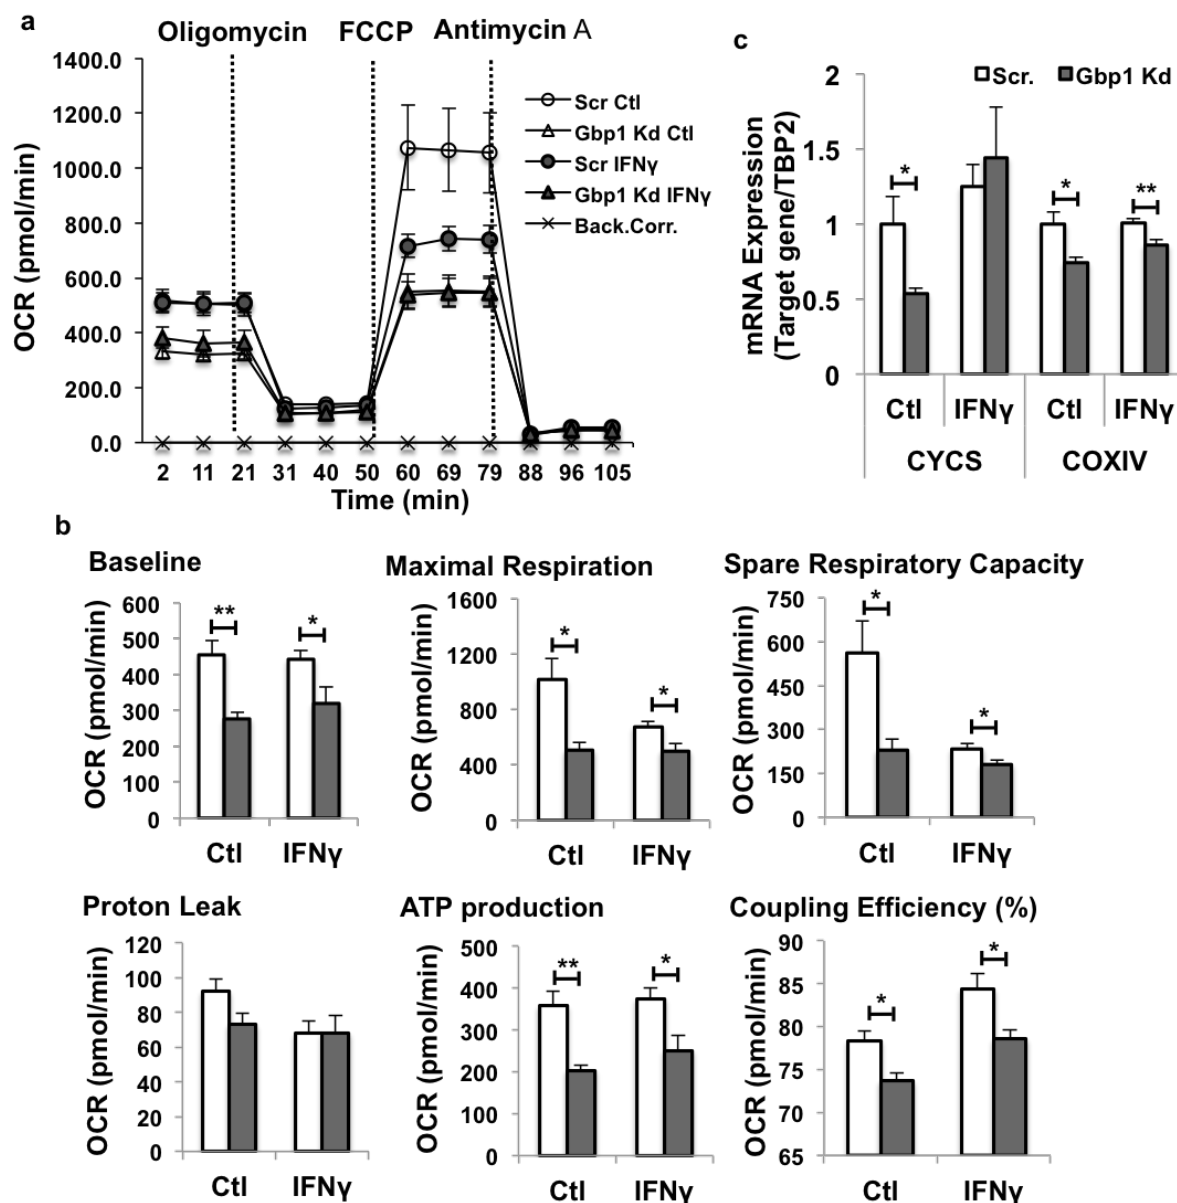 a
Oligomycin FCCP Antimycin A
1400.0
1200.0
1000.0
800.0
600.0
400.0
200.0
0.0
OCR (pmol/min)
2 11 21 31 40 50 60 69 79 88 96 105
Time (min)
Scr Ctl
Gbp1 Kd Ctl
Scr IFNγ
Gbp1 Kd IFNγ
Back.Corr.
c
Scr. Gbp1 Kd
2
1.5
1
0.5
0
mRNA Expression
(Target gene/TBP2)
* * **
Ctl IFNγ Ctl IFNγ
CYCS COXIV
b
Baseline
600
500
400
300
200
100
0
OCR (pmol/min)
** *
Ctl IFNγ
Maximal Respiration
1600
1200
800
400
0
OCR (pmol/min)
* *
Ctl IFNγ
Spare Respiratory Capacity
750
600
450
300
150
0
OCR (pmol/min)
* *
Ctl IFNγ
Proton Leak
120
100
80
60
40
20
0
OCR (pmol/min)
Ctl IFNγ
ATP production
500
400
300
200
100
0
OCR (pmol/min)
** *
Ctl IFNγ
Coupling Efficiency (%)
90
85
80
75
70
65
OCR (pmol/min)
* *
Ctl IFNγ